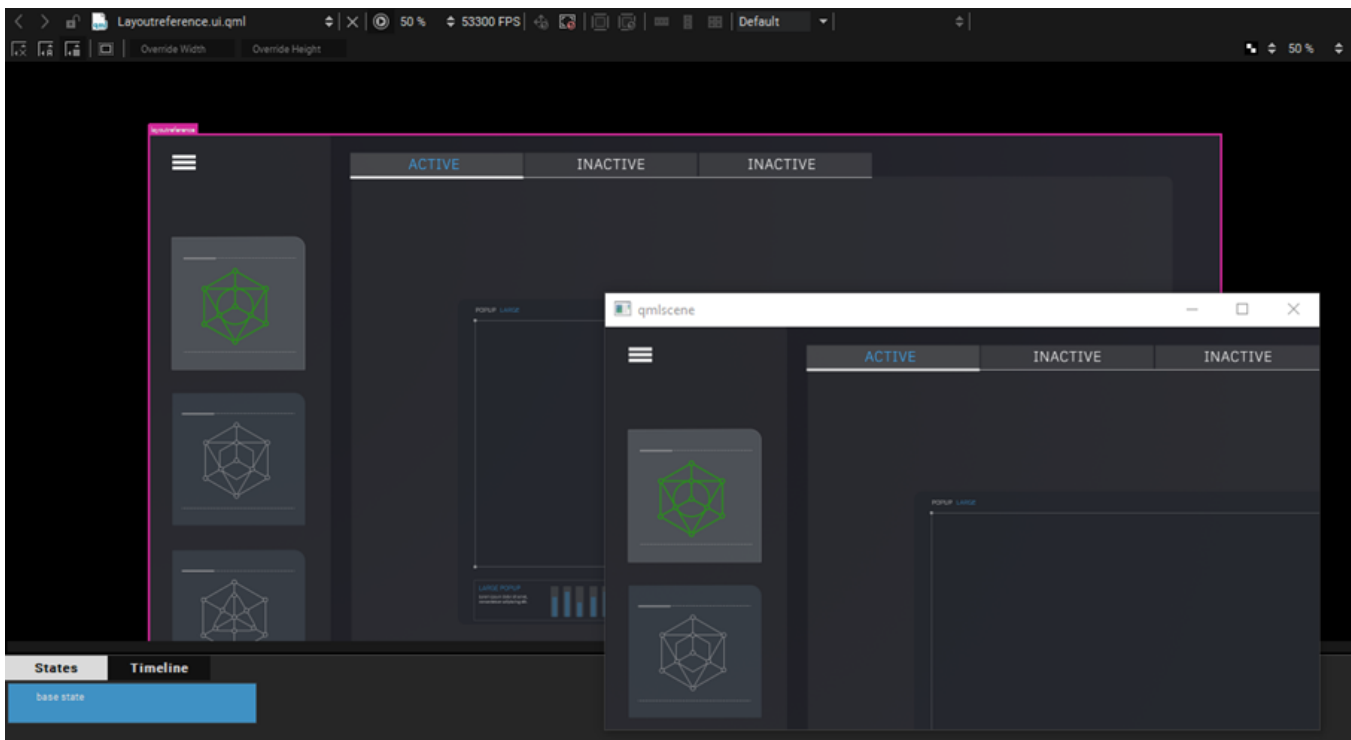 Layoutreference.ui.qml 50 % 53300 FPS Default
Override Width Override Height 50 %
layoutreference
ACTIVE INACTIVE INACTIVE
POPUP LARGE
qmlscene
ACTIVE INACTIVE INACTIVE
POPUP LARGE
LARGE POPUP
States Timeline
base state